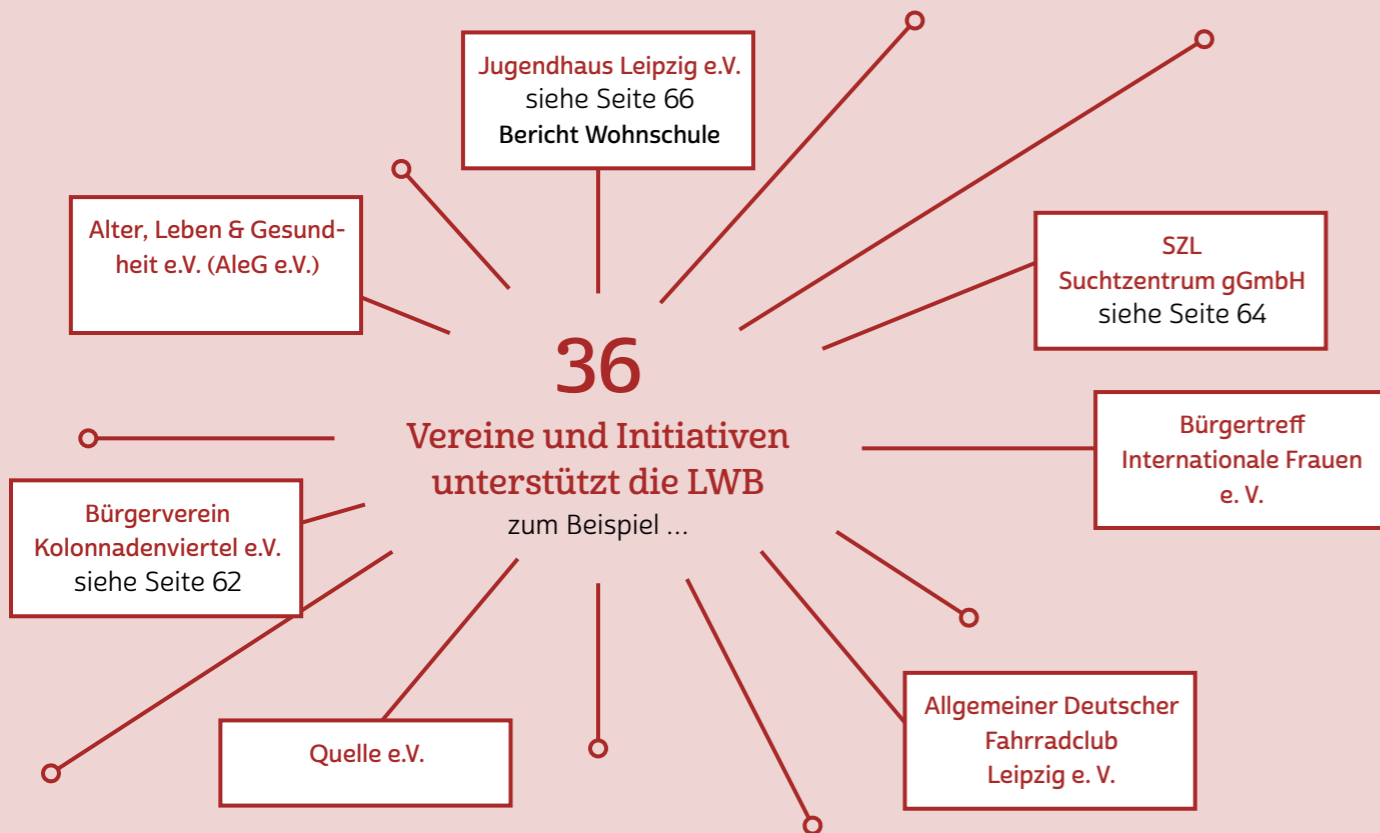 Jugendhaus Leipzig e.V.
siehe Seite 66
Bericht Wohnschule
Alter, Leben & Gesund-
heit e.V. (AleG e.V.)
SZL
Suchtzentrum gGmbH
siehe Seite 64
36
Vereine und Initiativen
unterstützt die LWB
zum Beispiel ...
Bürgertreff
Internationale Frauen
e. V.
Bürgerverein
Kolonnadenviertel e.V.
siehe Seite 62
Quelle e.V.
Allgemeiner Deutscher
Fahrradclub
Leipzig e. V.